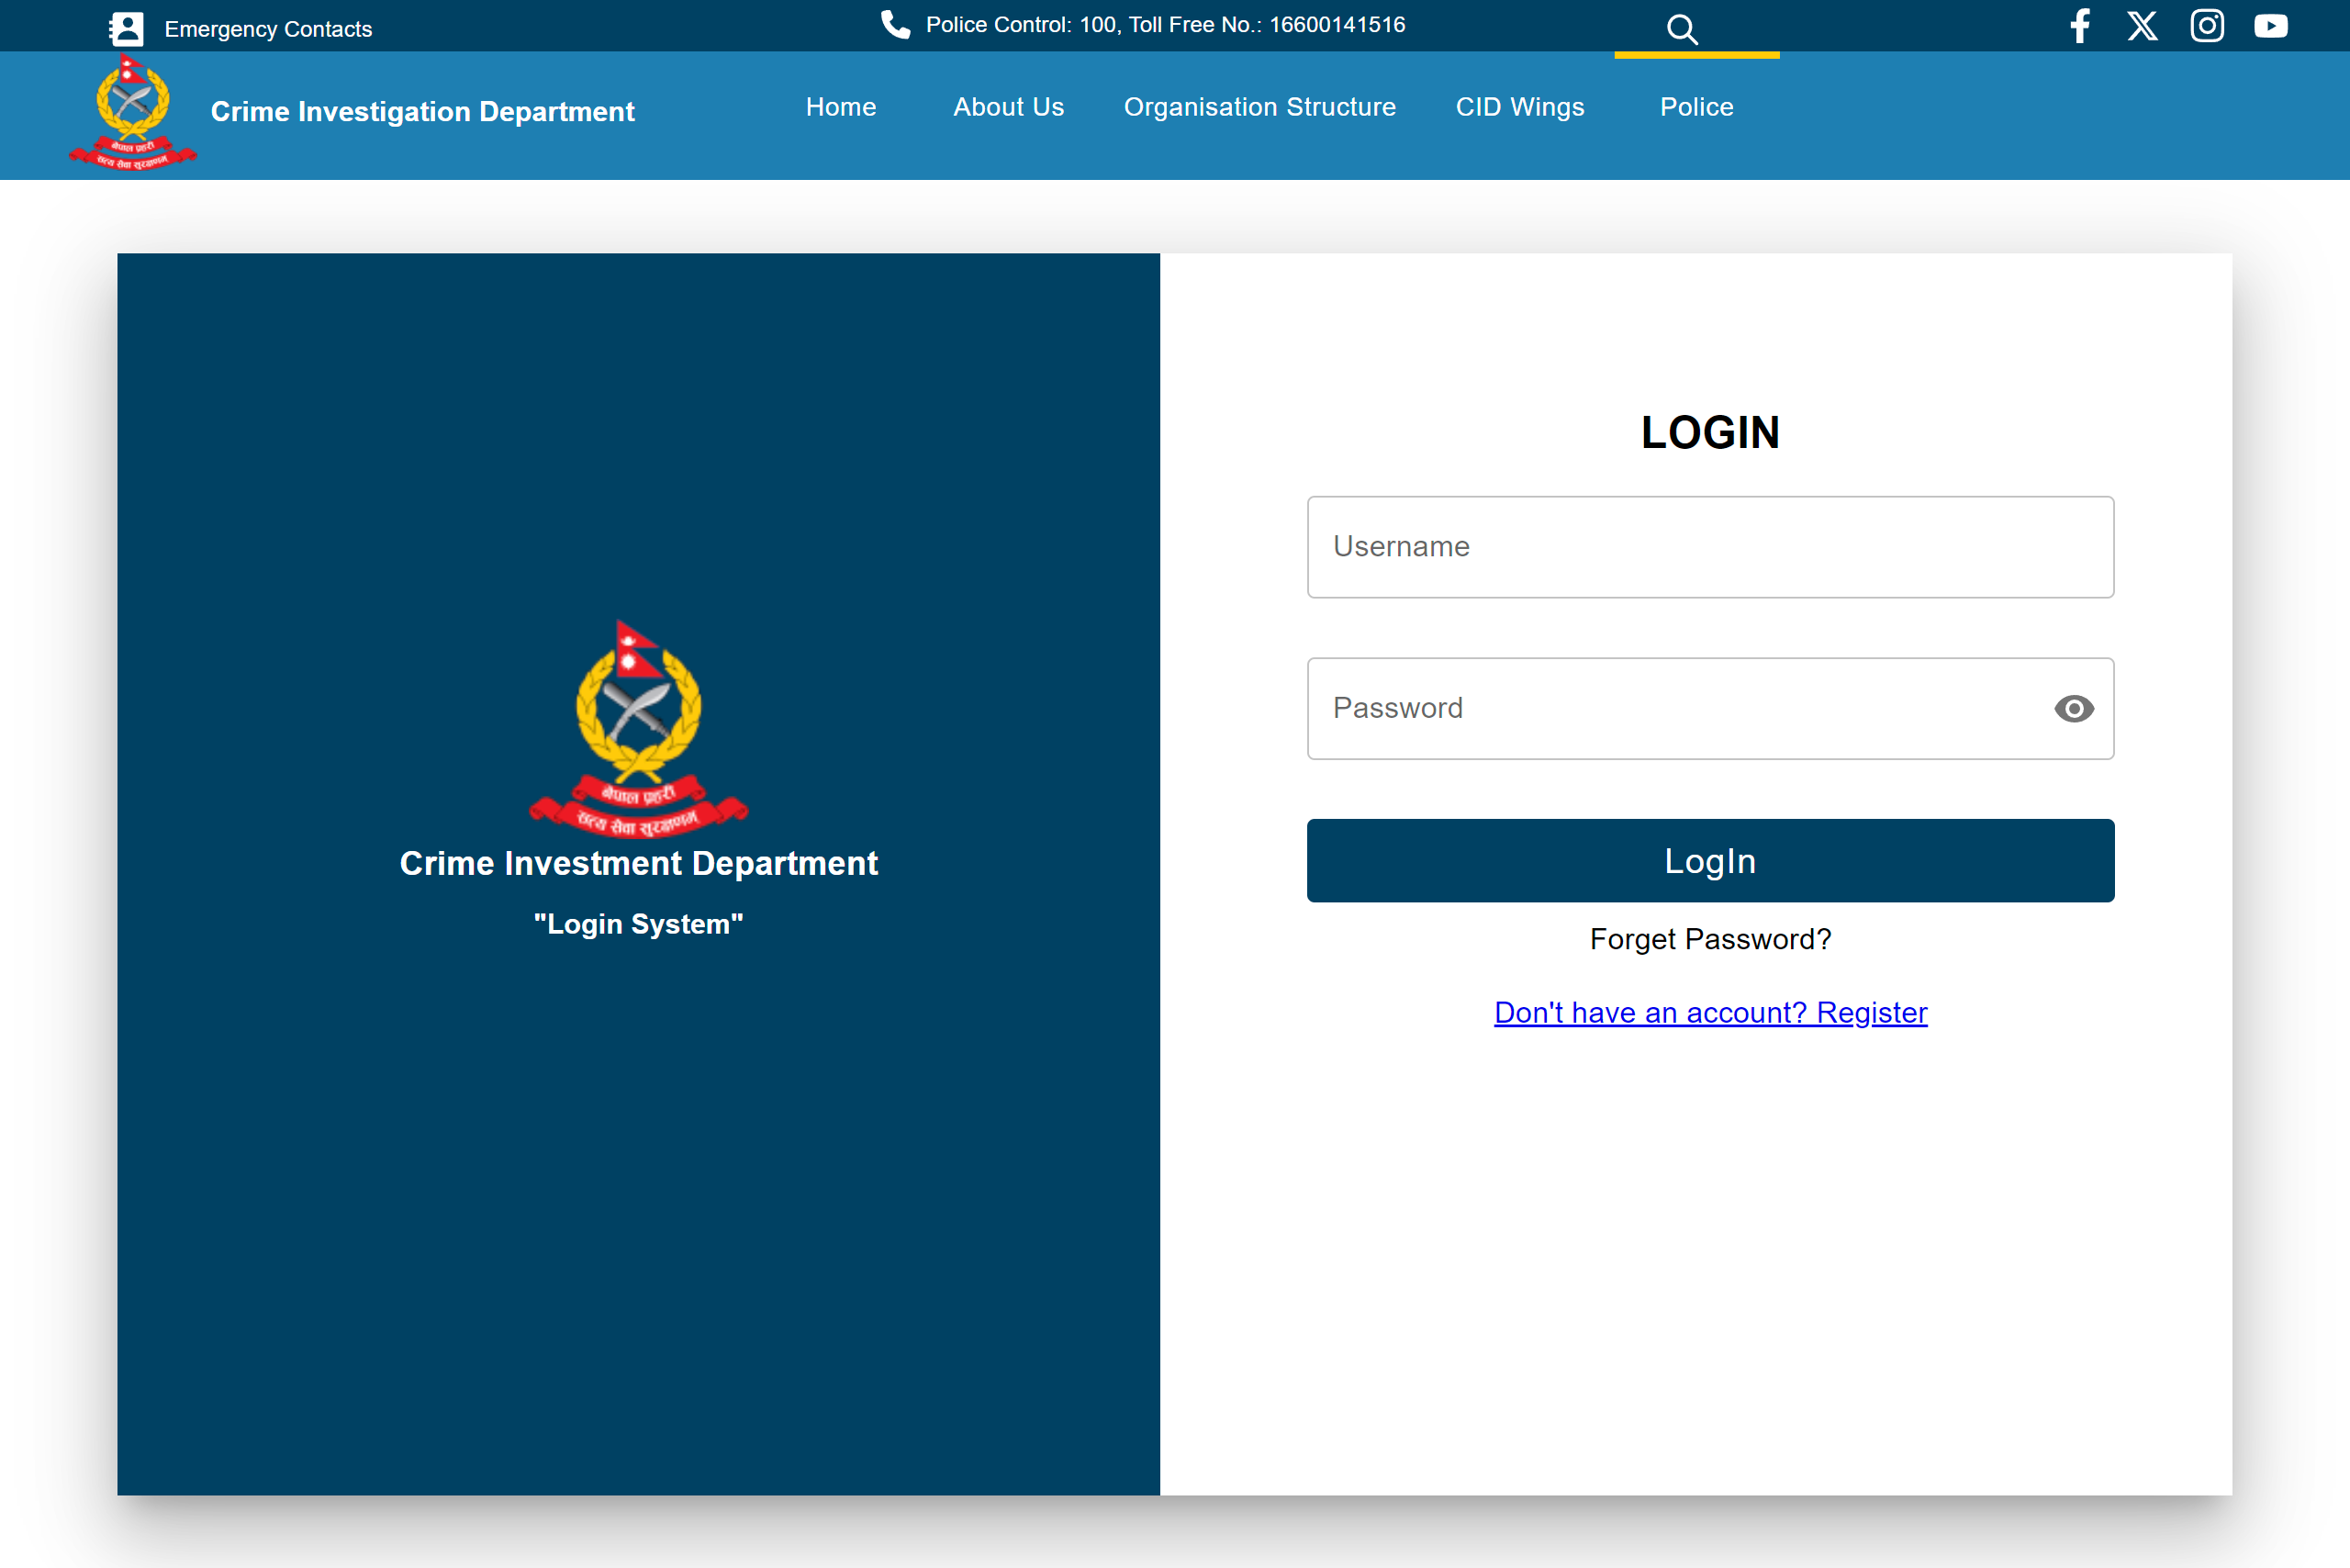 Emergency Contacts
Police Control: 100, Toll Free No.: 16600141516
नेपाल प्रहरी
सत्य सेवा सुरक्षणम्
Crime Investigation Department
Home
About Us
Organisation Structure
CID Wings
Police
नेपाल प्रहरी
सत्य सेवा सुरक्षणम्
Crime Investment Department
"Login System"
LOGIN
Username
Password
LogIn
Forget Password?
Don't have an account? Register